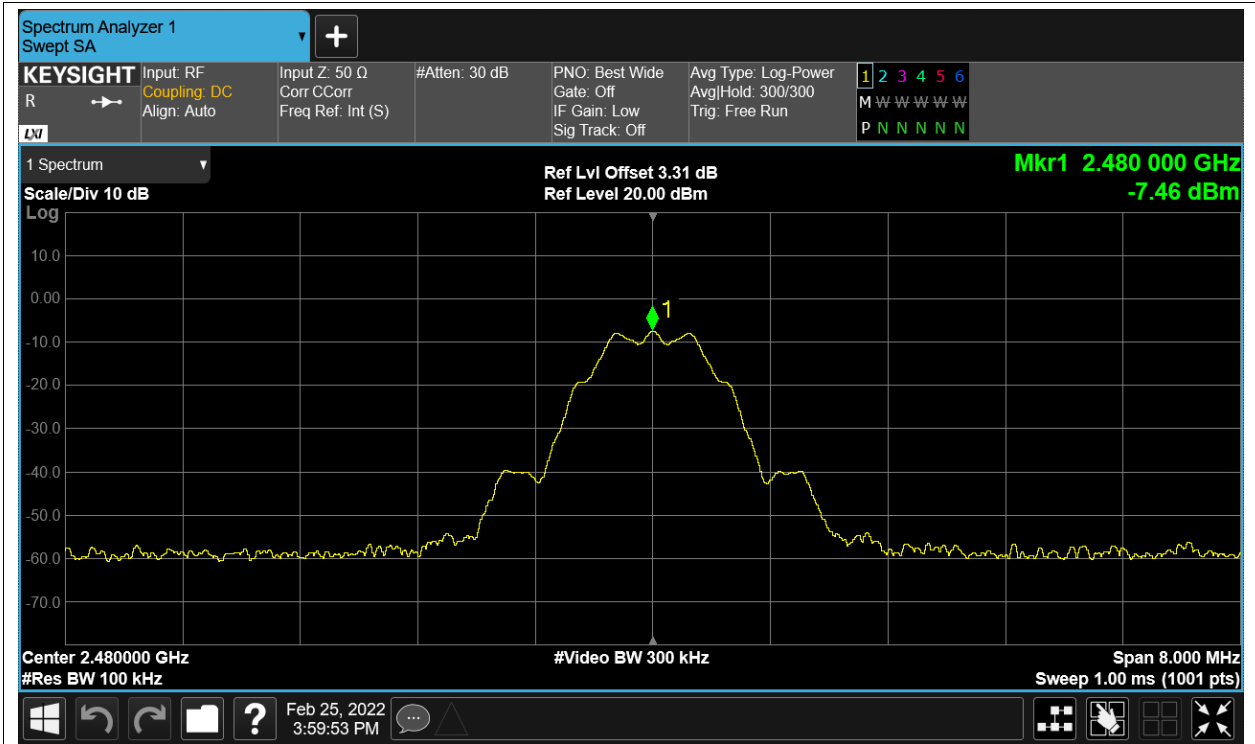 Spectrum Analyzer 1
Swept SA
KEYSIGHT
R
LXI
Input: RF
Coupling: DC
Align: Auto
Input Z: 50 Ω
Corr CCorr
Freq Ref: Int (S)
#Atten: 30 dB
PNO: Best Wide
Gate: Off
IF Gain: Low
Sig Track: Off
Avg Type: Log-Power
Avg|Hold: 300/300
Trig: Free Run
1 2 3 4 5 6
M W W W W W
P N N N N N
1 Spectrum
Scale/Div 10 dB
Log
Ref Lvl Offset 3.31 dB
Ref Level 20.00 dBm
Mkr1 2.480 000 GHz
-7.46 dBm
10.0
0.00
-10.0
-20.0
-30.0
-40.0
-50.0
-60.0
-70.0
1
Center 2.480000 GHz
#Res BW 100 kHz
#Video BW 300 kHz
Span 8.000 MHz
Sweep 1.00 ms (1001 pts)
?
Feb 25, 2022
3:59:53 PM